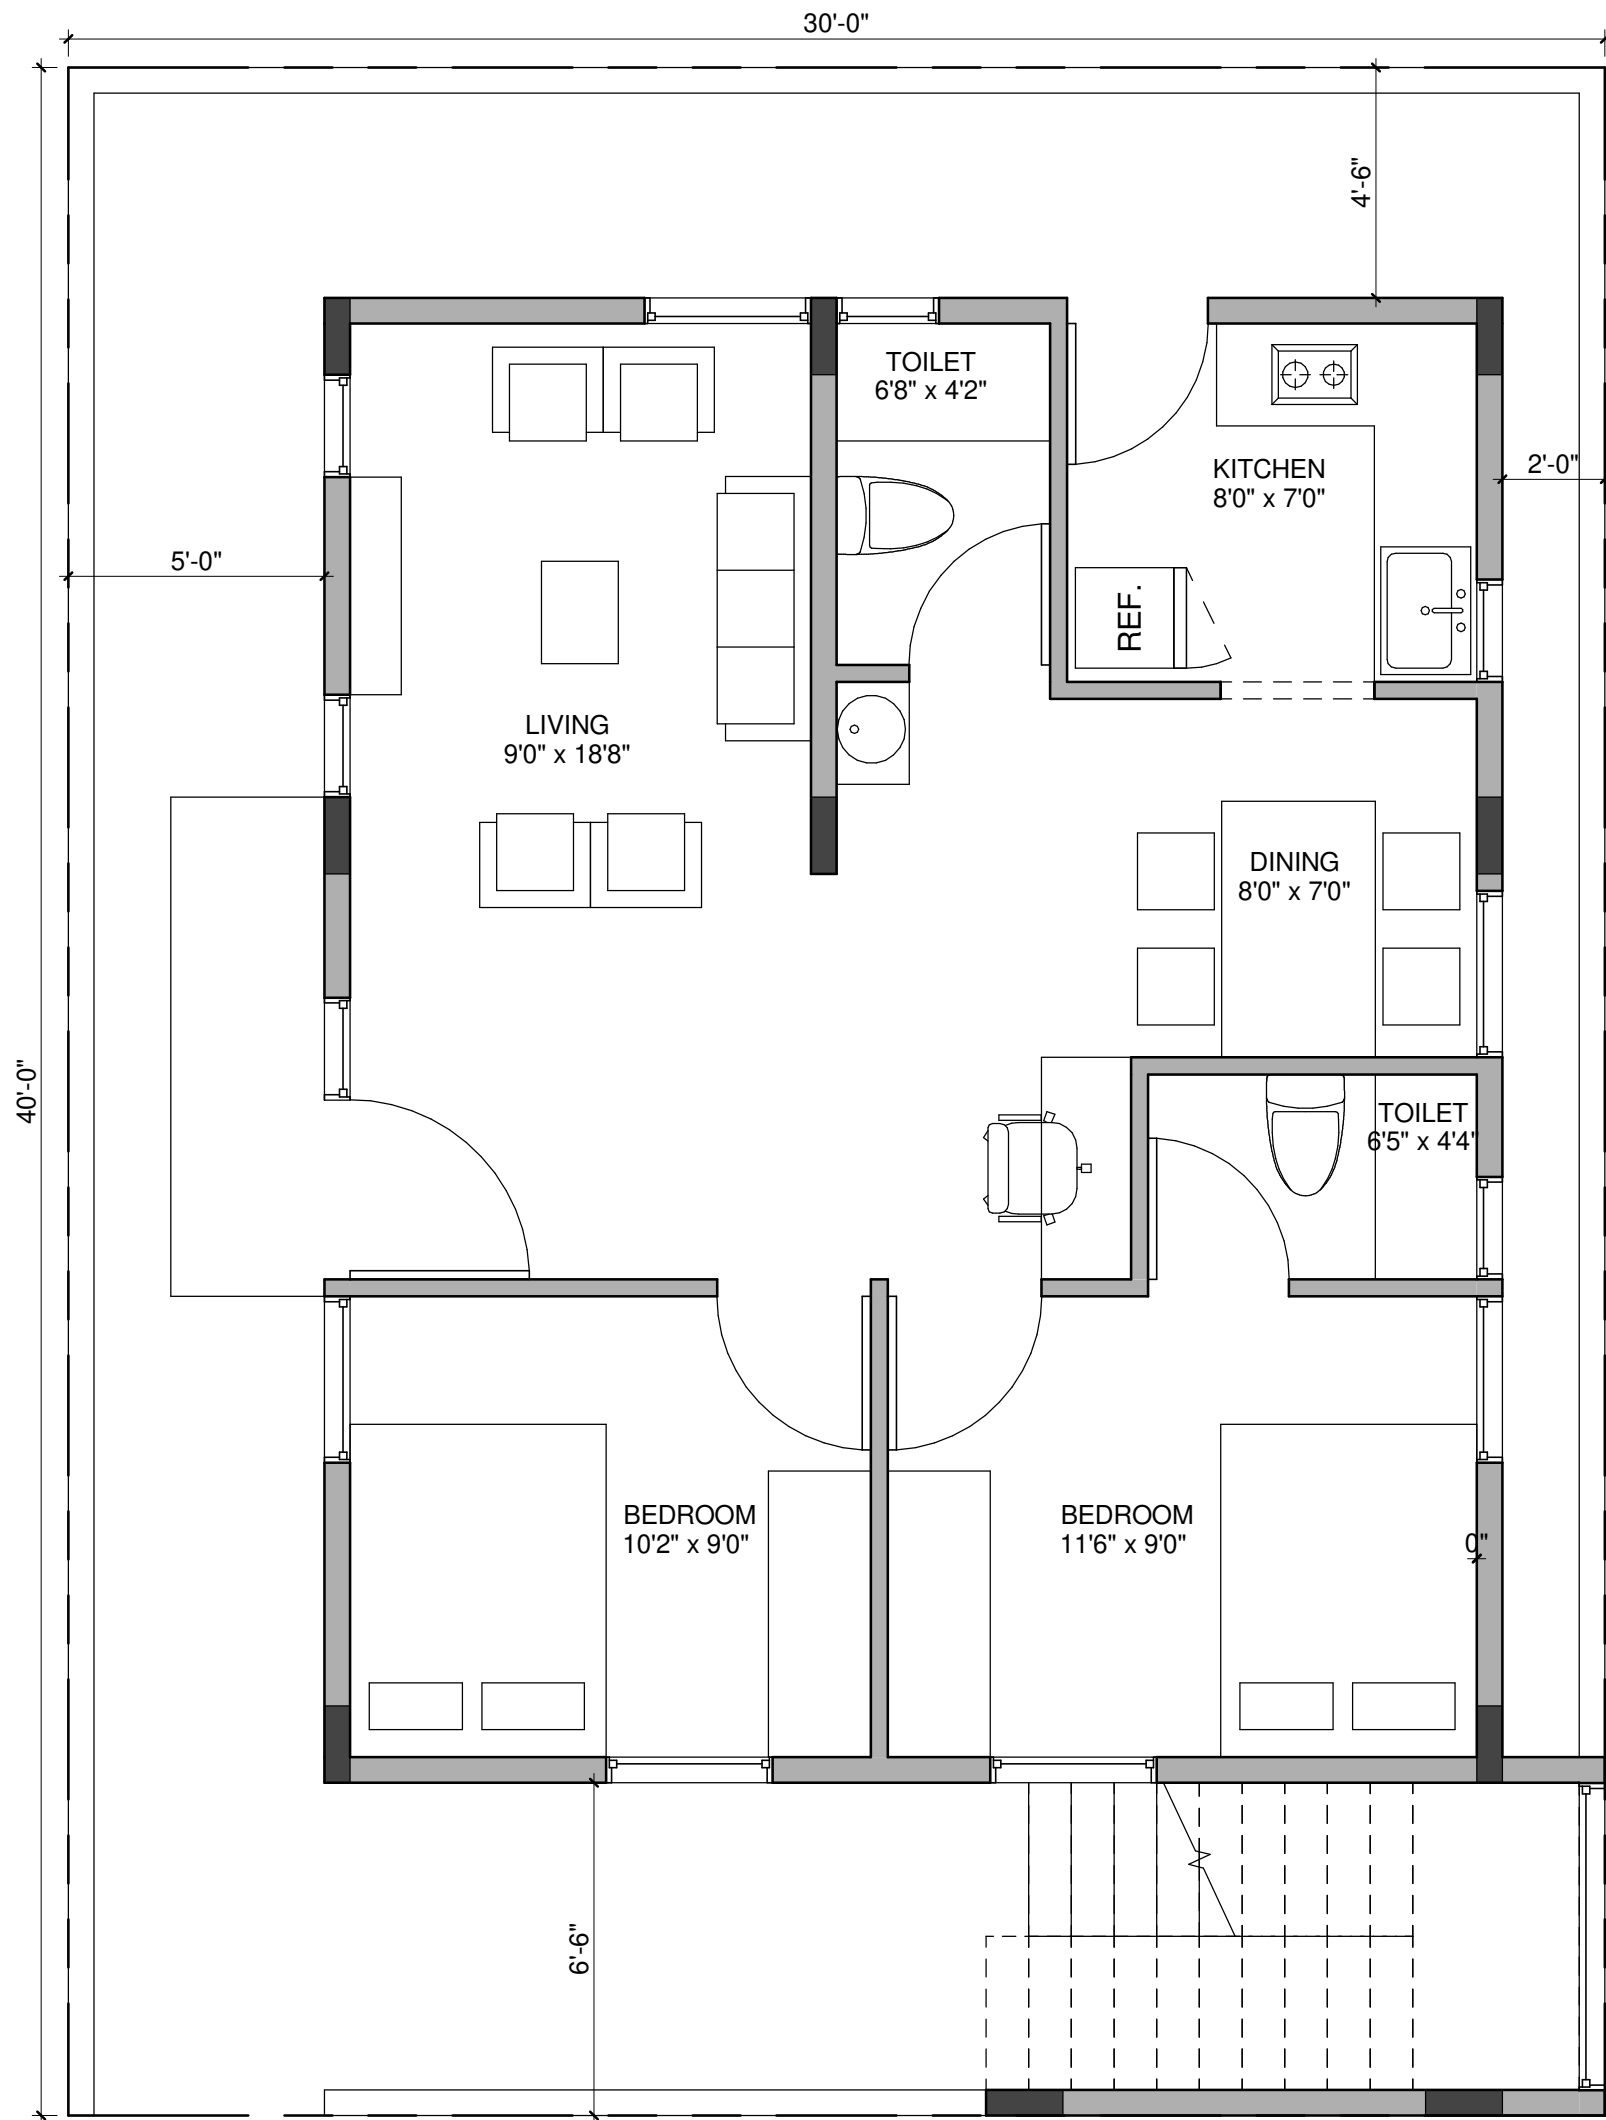 30'-0"
4'-6"
TOILET
6'8" x 4'2"
KITCHEN
8'0" x 7'0"
2'-0"
5'-0"
REF.
LIVING
9'0" x 18'8"
DINING
8'0" x 7'0"
40'-0"
TOILET
6'5" x 4'4"
BEDROOM
10'2" x 9'0"
BEDROOM
11'6" x 9'0"
0"
6'-6"